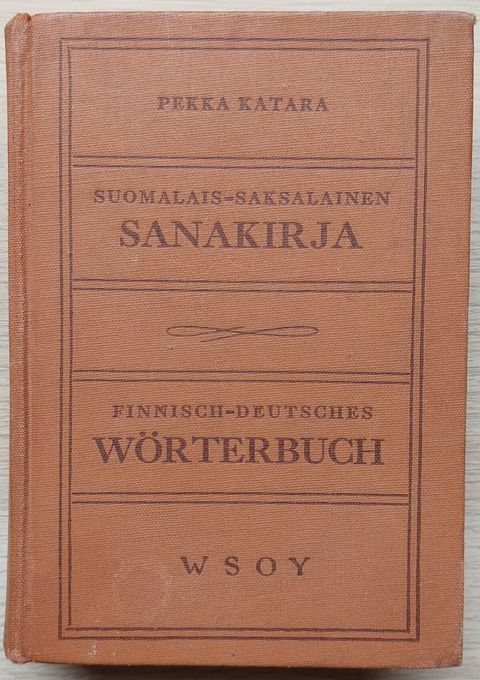 PEKKA KATARA
SUOMALAIS-SAKSALAINEN
SANAKIRJA
FINNISCH-DEUTSCHES
WÖRTERBUCH
WSOY